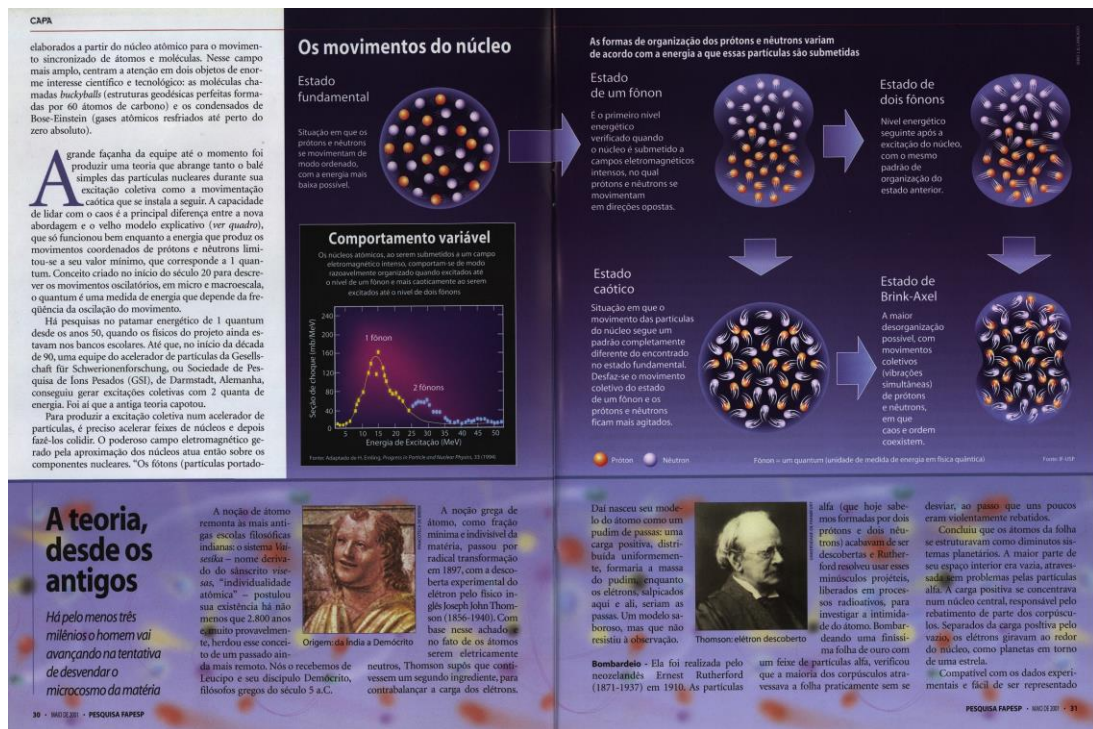 CAPA
elaborados a partir do núcleo atômico para o movimen-
to sincronizado de átomos e moléculas. Nesse campo
mais amplo, centram a atenção em dois objetos de enor-
me interesse científico e tecnológico: as moléculas cha-
madas buckyballs (estruturas geodésicas perfeitas forma-
das por 60 átomos de carbono) e os condensados de
Bose-Einstein (gases atômicos resfriados até perto do
zero absoluto).
A grande façanha da equipe até o momento foi
produzir uma teoria que abrange tanto o balé
simples das partículas nucleares durante sua
excitação coletiva como a movimentação
caótica que se instala a seguir. A capacidade
de lidar com o caos é a principal diferença entre a nova
abordagem e o velho modelo explicativo (ver quadro),
que só funcionou bem enquanto a energia que produz os
movimentos coordenados de prótons e nêutrons limi-
tou-se a seu valor mínimo, que corresponde a 1 quan-
tum. Conceito criado no início do século 20 para descre-
ver os movimentos oscilatórios, em micro e macroescala,
o quantum é uma medida de energia que depende da fre-
qüência da oscilação do movimento.
Há pesquisas no patamar energético de 1 quantum
desde os anos 50, quando os físicos do projeto ainda es-
tavam nos bancos escolares. Até que, no início da década
de 90, uma equipe do acelerador de partículas da Gesells-
chaft für Schwerionenforschung, ou Sociedade de Pes-
quisa de Íons Pesados (GSI), de Darmstadt, Alemanha,
conseguiu gerar excitações coletivas com 2 quanta de
energia. Foi aí que a antiga teoria capotou.
Para produzir a excitação coletiva num acelerador de
partículas, é preciso acelerar feixes de núcleos e depois
fazê-los colidir. O poderoso campo eletromagnético ge-
rado pela aproximação dos núcleos atua então sobre os
componentes nucleares. "Os fótons (partículas portado-
Os movimentos do núcleo
Estado
fundamental
Situação em que os
prótons e nêutrons
se movimentam de
modo ordenado,
com a energia mais
baixa possível.
Comportamento variável
Os núcleos atômicos, ao serem submetidos a um campo
eletromagnético intenso, comportam-se de modo
razoavelmente organizado quando excitados até
o nível de um fônon e mais caoticamente ao serem
excitados até o nível de dois fônons
Seção de choque (mb/MeV)
240
200
160
120
80
40
0
1 fônon
2 fônons
5 10 15 20 25 30 35 40 45 50
Energia de Excitação (MeV)
Fonte: Adaptado de H. Emling, Progress in Particle and Nuclear Physics, 33 (1994)
As formas de organização dos prótons e nêutrons variam
de acordo com a energia a que essas partículas são submetidas
Estado
de um fônon
É o primeiro nível
energético
verificado quando
o núcleo é submetido a
campos eletromagnéticos
intensos, no qual
prótons e nêutrons se
movimentam
em direções opostas.
Estado de
dois fônons
Nível energético
seguinte após a
excitação do núcleo,
com o mesmo
padrão de
organização do
estado anterior.
Estado
caótico
Situação em que o
movimento das partículas
do núcleo segue um
padrão completamente
diferente do encontrado
no estado fundamental.
Desfaz-se o movimento
coletivo do estado
de um fônon e os
prótons e nêutrons
ficam mais agitados.
Estado de
Brink-Axel
A maior
desorganização
possível, com
movimentos
coletivos
(vibrações
simultâneas)
de prótons
e nêutrons,
em que
caos e ordem
coexistem.
Próton
Nêutron
Fônon = um quantum (unidade de medida de energia em física quântica)
Fonte: IF-USP
A teoria,
desde os
antigos
Há pelo menos três
milênios o homem vai
avançando na tentativa
de desvendar o
microcosmo da matéria
A noção de átomo
remonta às mais anti-
gas escolas filosóficas
indianas: o sistema Vai-
sesika – nome deriva-
do do sânscrito vise-
sas, "individualidade
atômica" – postulou
sua existência há não
menos que 2.800 anos
e, muito provavelmen-
te, herdou esse concei-
to de um passado ain-
da mais remoto. Nós o recebemos de
Leucipo e seu discípulo Demócrito,
filósofos gregos do século 5 a.C.
Origem: da Índia a Demócrito
A noção grega de
átomo, como fração
mínima e indivisível da
matéria, passou por
radical transformação
em 1897, com a desco-
berta experimental do
elétron pelo físico in-
glês Joseph John Thom-
son (1856-1940). Com
base nesse achado e
no fato de os átomos
serem eletricamente
neutros, Thomson supôs que conti-
vessem um segundo ingrediente, para
contrabalançar a carga dos elétrons.
30 • MAIO DE 2001 • PESQUISA FAPESP
Daí nasceu seu mode-
lo do átomo como um
pudim de passas: uma
carga positiva, distri-
buída uniformemen-
te, formaria a massa
do pudim, enquanto
os elétrons, salpicados
aqui e ali, seriam as
passas. Um modelo sa-
boroso, mas que não
resistiu à observação.
Thomson: elétron descoberto
Bombardeio - Ela foi realizada pelo
neozelandês Ernest Rutherford
(1871-1937) em 1910. As partículas
alfa (que hoje sabe-
mos formadas por dois
prótons e dois nêu-
trons) acabavam de ser
descobertas e Ruther-
ford resolveu usar esses
minúsculos projéteis,
liberados em proces-
sos radioativos, para
investigar a intimida-
de do átomo. Bombar-
deando uma finíssi-
ma folha de ouro com
um feixe de partículas alfa, verificou
que a maioria dos corpúsculos atra-
vessava a folha praticamente sem se
desviar, ao passo que uns poucos
eram violentamente rebatidos.
Concluiu que os átomos da folha
se estruturavam como diminutos sis-
temas planetários. A maior parte de
seu espaço interior era vazia, atraves-
sada sem problemas pelas partículas
alfa. A carga positiva se concentrava
num núcleo central, responsável pelo
rebatimento de parte dos corpúscu-
los. Separados da carga positiva pelo
vazio, os elétrons giravam ao redor
do núcleo, como planetas em torno
de uma estrela.
Compatível com os dados experi-
mentais e fácil de ser representado
PESQUISA FAPESP • MAIO DE 2001 • 31